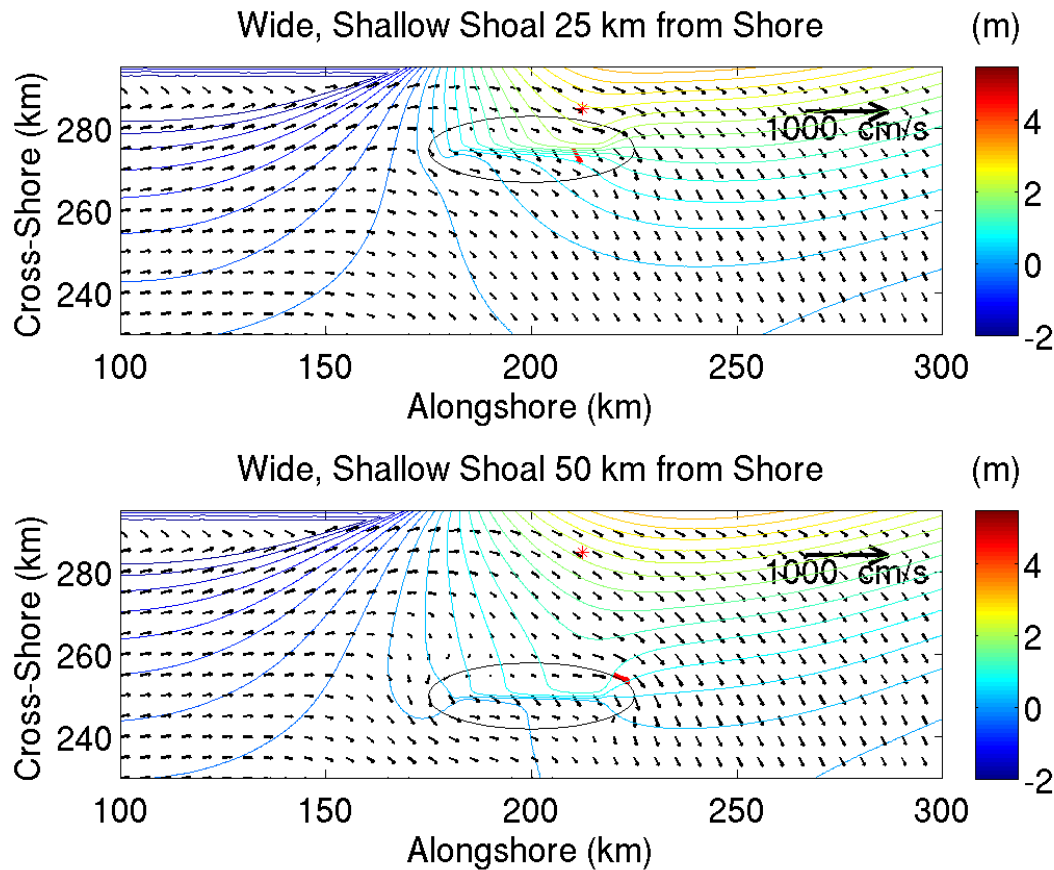 Wide, Shallow Shoal 25 km from Shore
(m)
Cross-Shore (km)
280
260
240
1000 cm/s
4
2
0
-2
100
150
200
250
300
Alongshore (km)
Wide, Shallow Shoal 50 km from Shore
(m)
Cross-Shore (km)
280
260
240
1000 cm/s
4
2
0
-2
100
150
200
250
300
Alongshore (km)